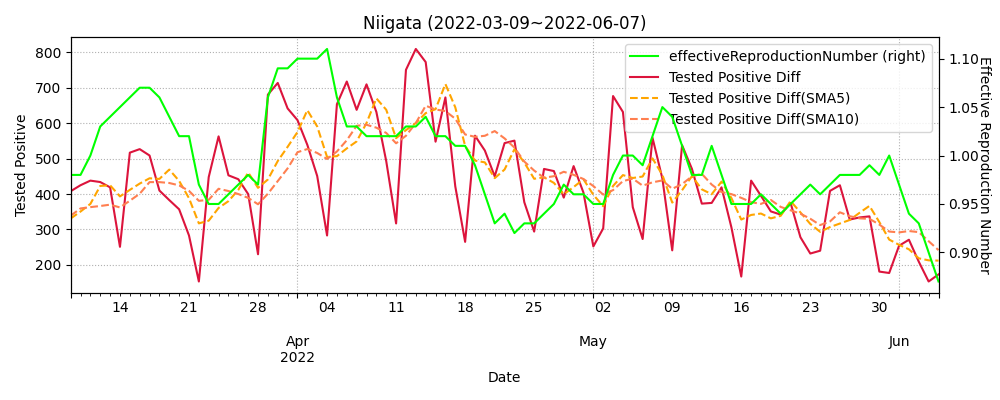 Niigata (2022-03-09~2022-06-07)
effectiveReproductionNumber (right)
Tested Positive Diff
Tested Positive Diff(SMA5)
Tested Positive Diff(SMA10)
Tested Positive
800
700
600
500
400
300
200
1.10
1.05
1.00
0.95
0.90
Effective Reproduction Number
14 21 28 04 11 18 25 02 09 16 23 30
Apr May Jun
2022
Date